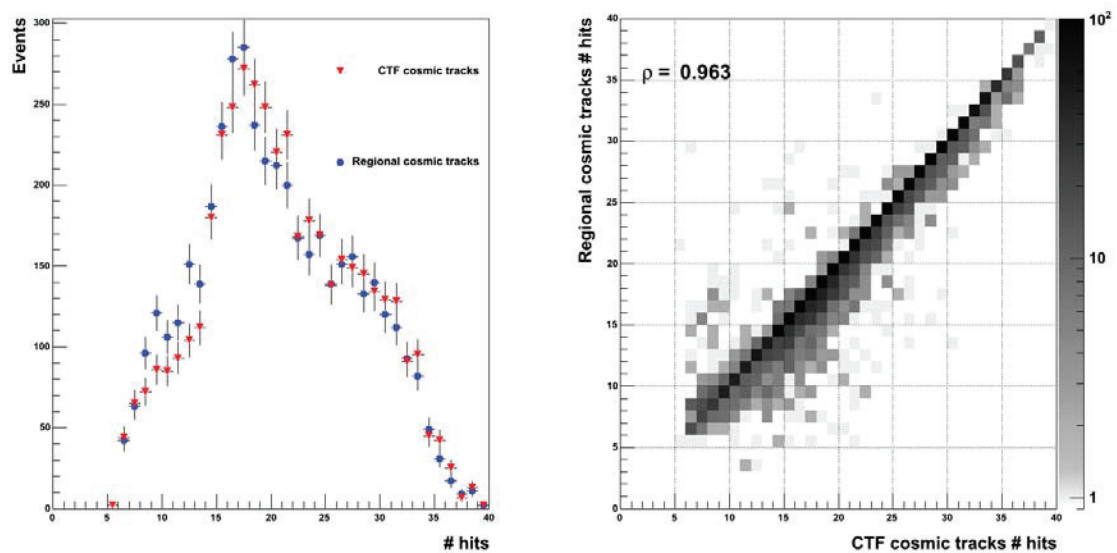 Events
300
250
200
150
100
50
0
0 5 10 15 20 25 30 35 40
# hits
CTF cosmic tracks
Regional cosmic tracks
Regional cosmic tracks # hits
40
35
30
25
20
15
10
5
0
0 5 10 15 20 25 30 35 40
CTF cosmic tracks # hits
ρ = 0.963
10²
10
1